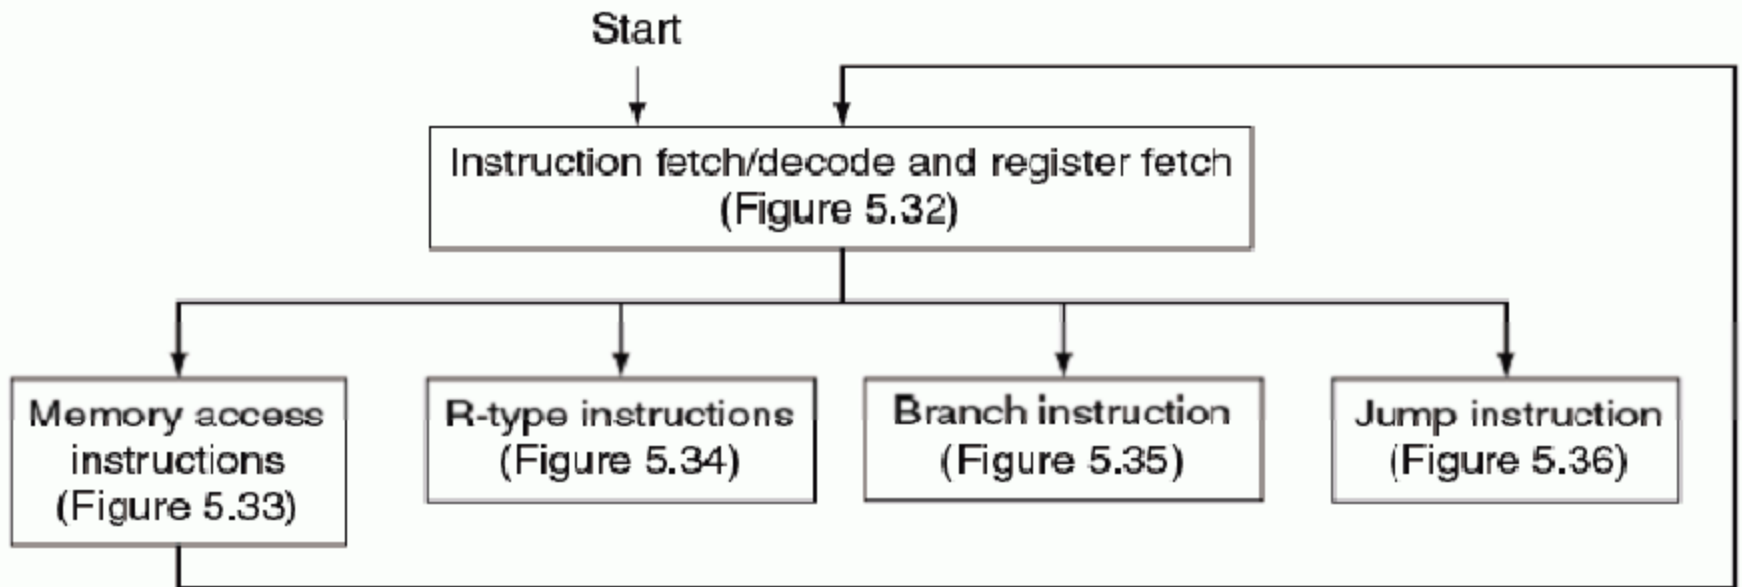 Start
Instruction fetch/decode and register fetch
(Figure 5.32)
Memory access
instructions
(Figure 5.33)
R-type instructions
(Figure 5.34)
Branch instruction
(Figure 5.35)
Jump instruction
(Figure 5.36)